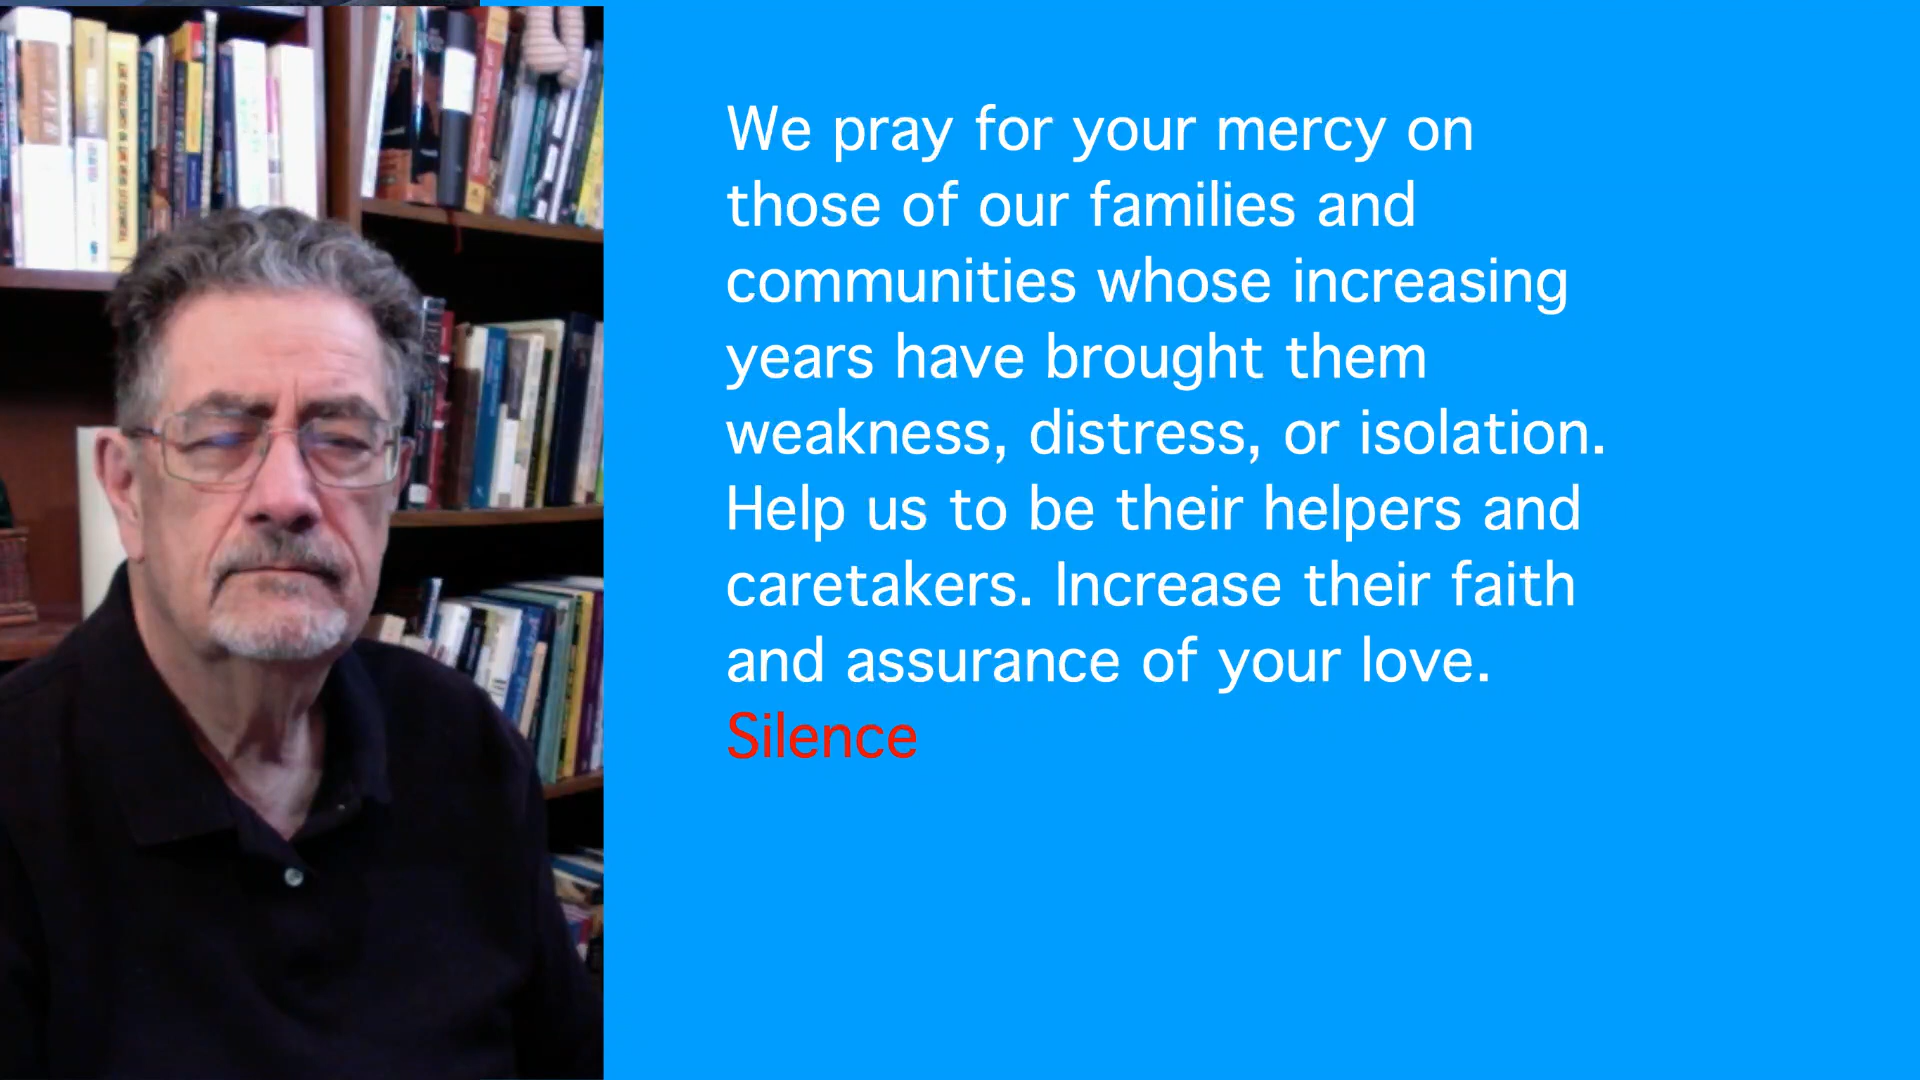 We pray for your mercy on
those of our families and
communities whose increasing
years have brought them
weakness, distress, or isolation.
Help us to be their helpers and
caretakers. Increase their faith
and assurance of your love.
Silence